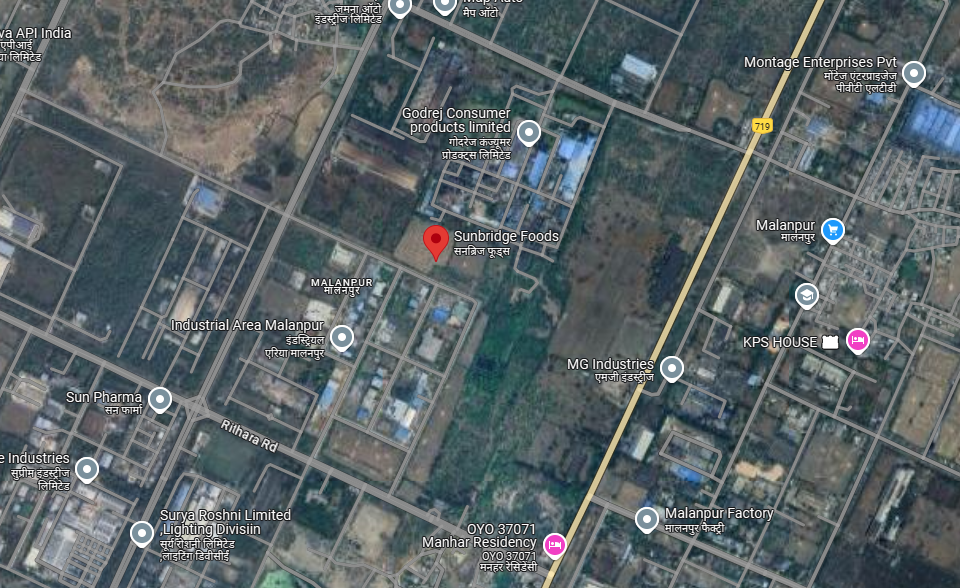 जमना ऑटो
इंडस्ट्रीज लिमिटेड
Map Auto
मैप ऑटो
va API India
एपीआई
या लिमिटेड
Montage Enterprises Pvt
मोंटेज एंटरप्राइजेज
पीवीटी एलटीडी
Godrej Consumer
products limited
गोदरेज कंज्यूमर
प्रोडक्ट्स लिमिटेड
719
Sunbridge Foods
सनब्रिज फूड्स
Malanpur
मालनपुर
MALANPUR
मालनपुर
Industrial Area Malanpur
इंडस्ट्रियल
एरिया मालनपुर
KPS HOUSE
MG Industries
एमजी इंडस्ट्रीज
Sun Pharma
सन फार्मा
Rithara Rd
e Industries
सुप्रीम इंडस्ट्रीज
लिमिटेड
Surya Roshni Limited
,Lighting Divisiin
सूर्य रोशनी लिमिटेड
,लाइटिंग डिवीसीई
Malanpur Factory
मालनपुर फैक्ट्री
OYO 37071
Manhar Residency
OYO 37071
मनहर रेसिडेंसी